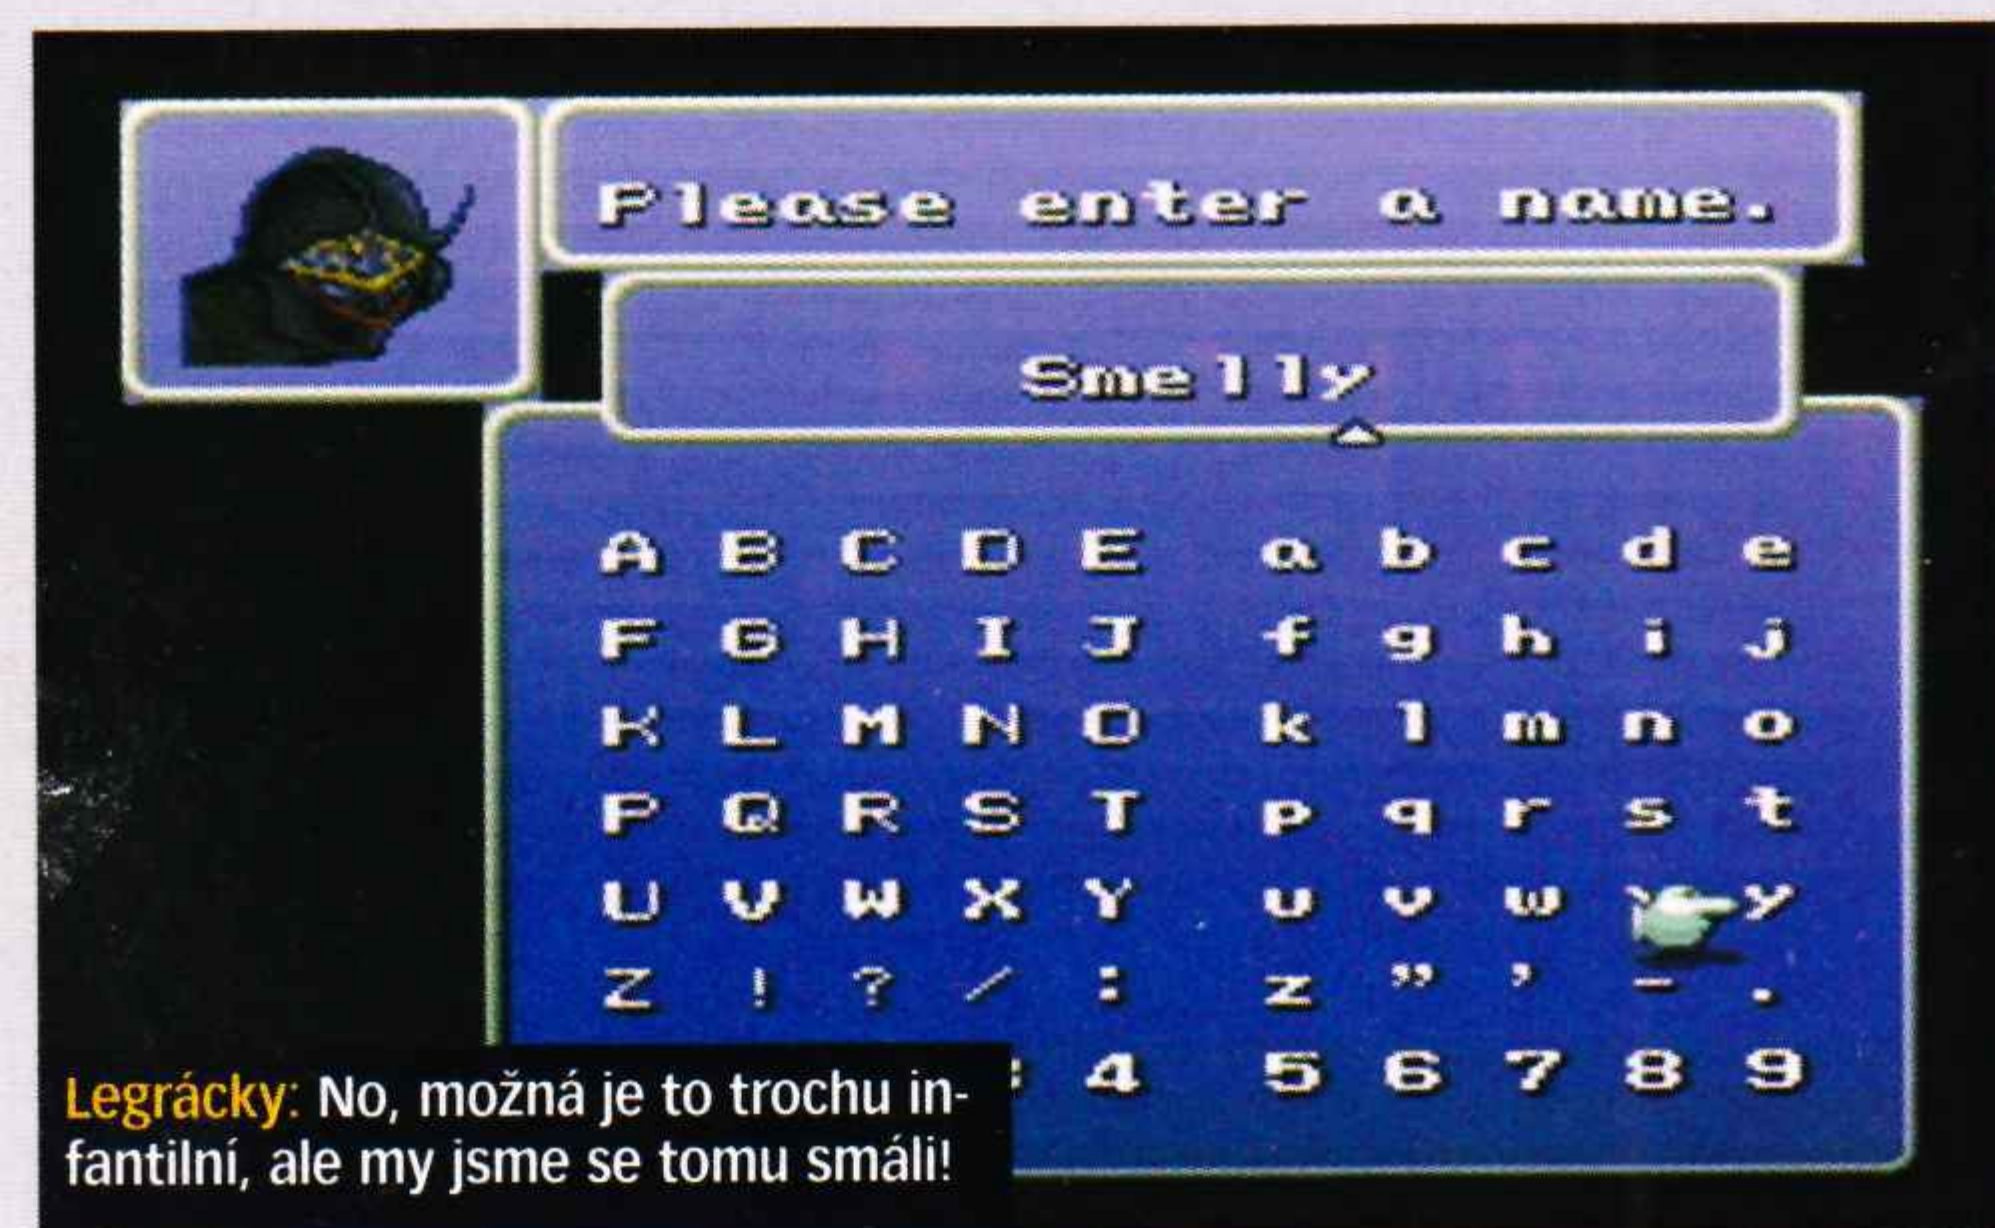 Please enter a name.
Smelly
A B C D E a b c d e
F G H I J f g h i j
K L M N O k l m n o
P Q R S T p q r s t
U V W X Y u v w y
Z ! ? / : z ” ’ - .
4 5 6 7 8 9
Legrácky: No, možná je to trochu in-
fantilní, ale my jsme se tomu smáli!